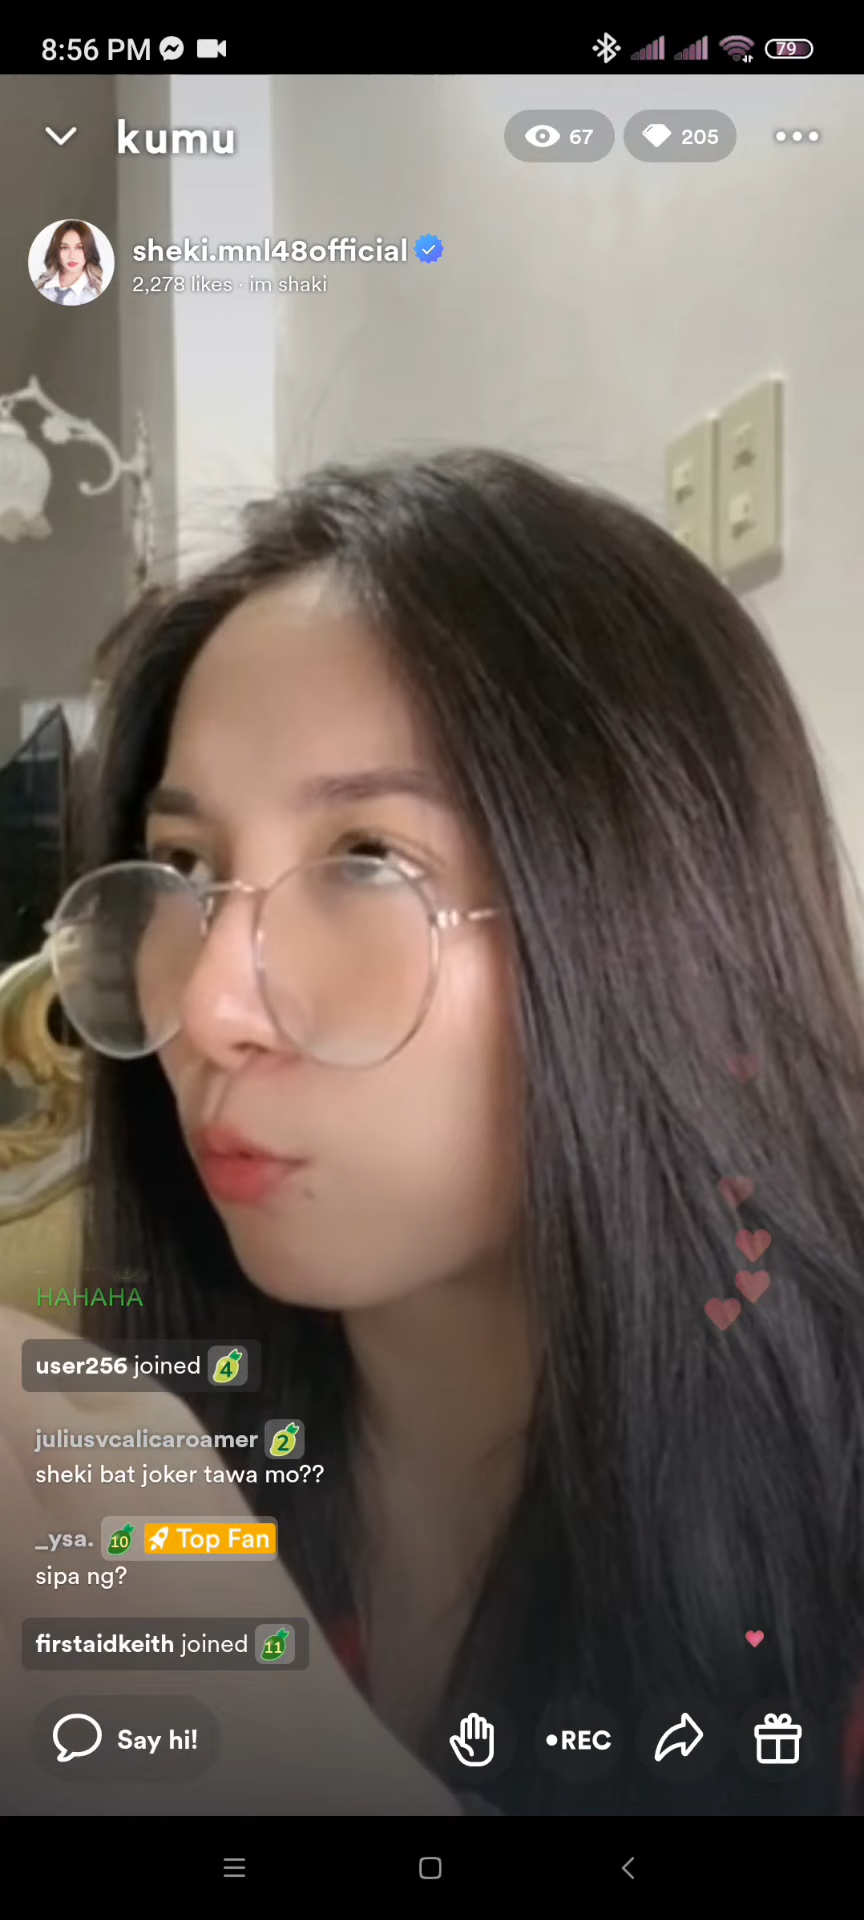 8:56 PM
79
kumu
67
205
sheki.mnl48official
2,278 likes · im shaki
HAHAHA
user256 joined 4
juliusvcalicaroamer 2
sheki bat joker tawa mo??
_ysa. 10 Top Fan
sipa ng?
firstaidkeith joined 11
Say hi!
•REC